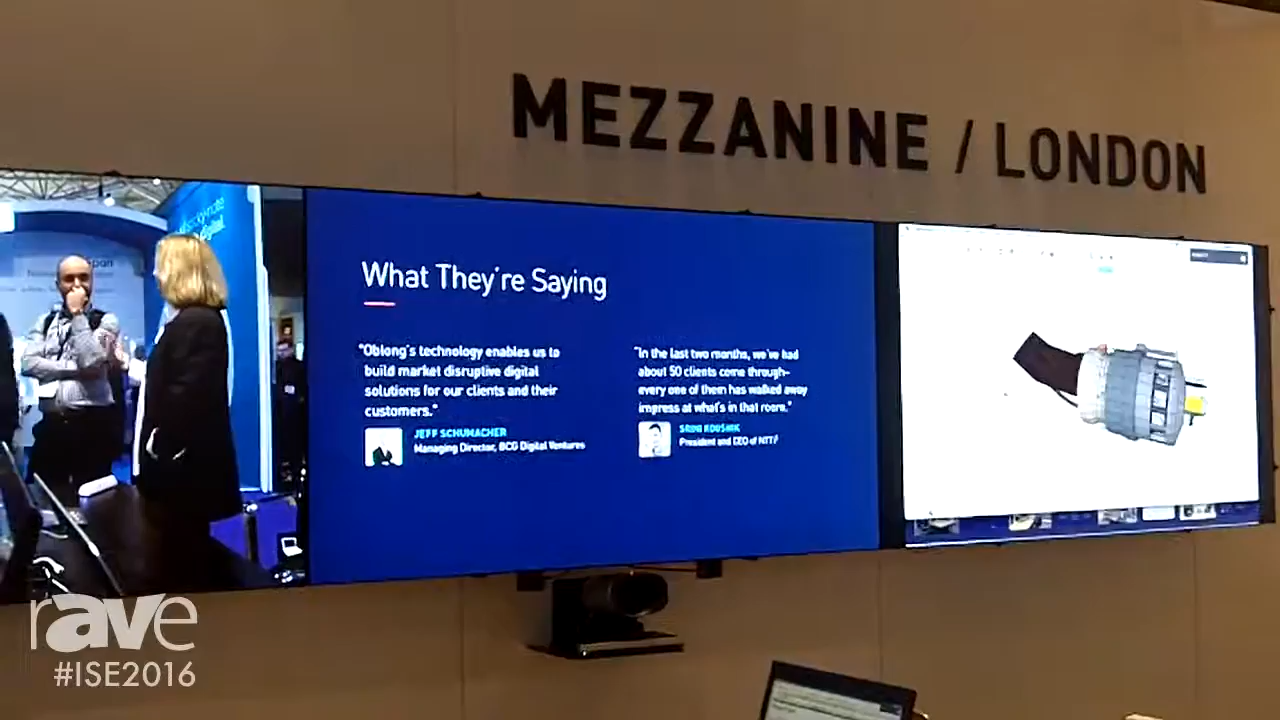 MEZZANINE / LONDON
What They're Saying
"Oblong's technology enables us to
build market disruptive digital
solutions for our clients and their
customers."
JEFF SCHUMACHER
Managing Director, BCG Digital Ventures
"In the last two months, we've had
about 50 clients come through–
every one of them has walked away
impress at what's in that room."
President and CEO of NTTi³
digital
rave
#ISE2016